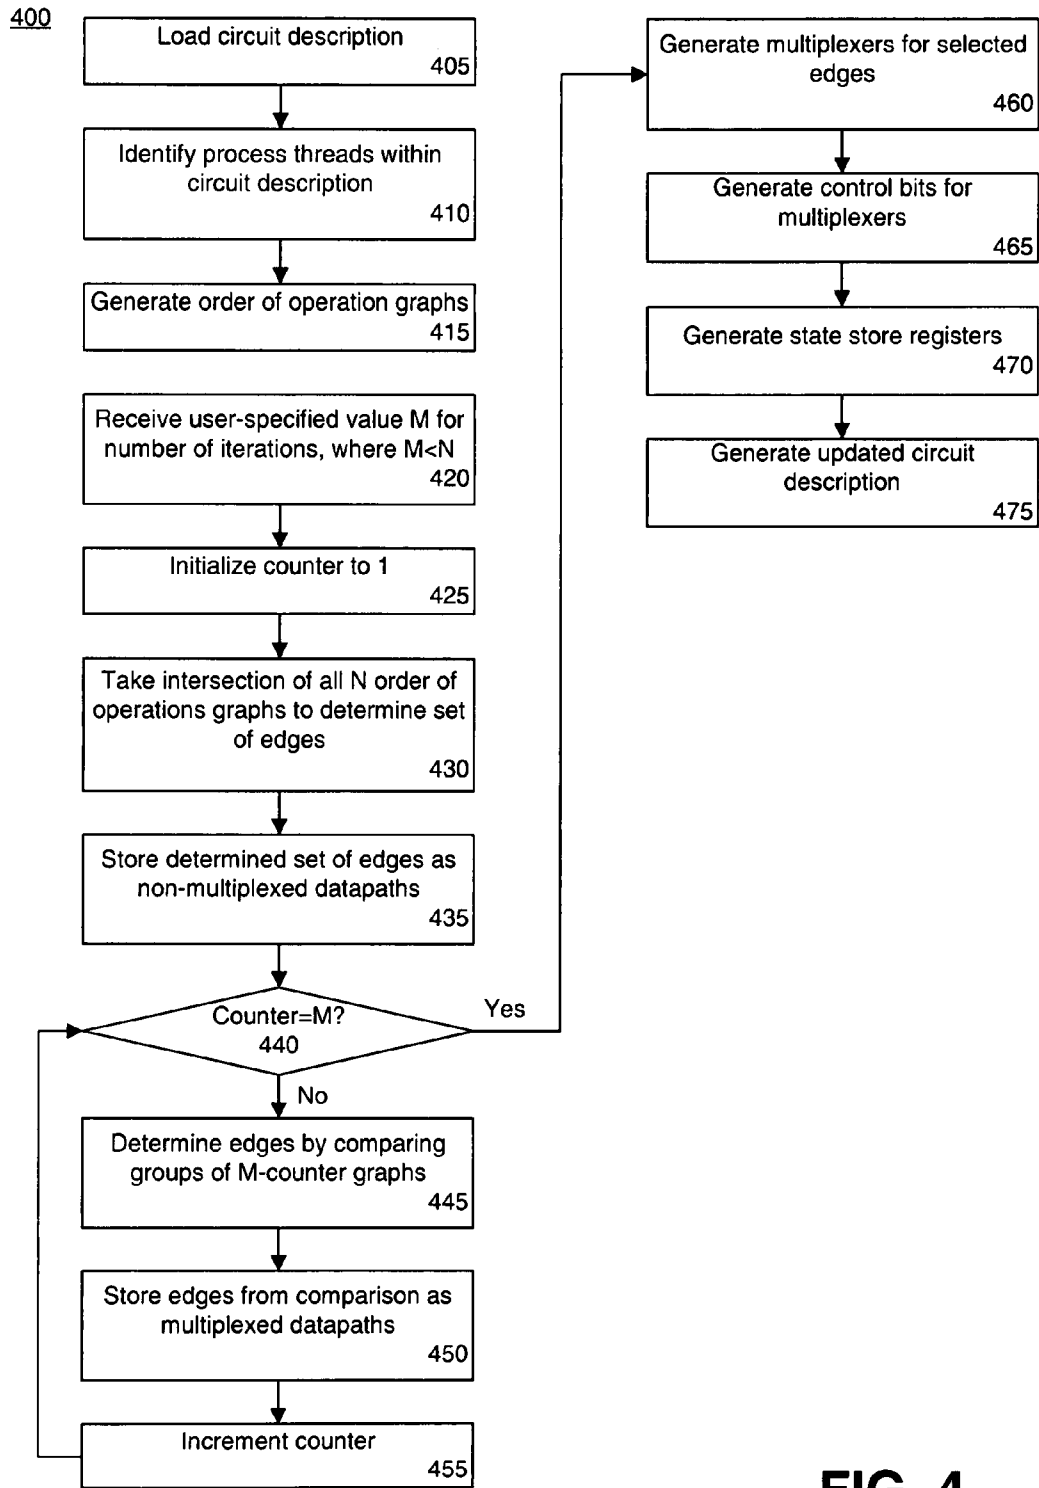 400
Load circuit description
405
Identify process threads within
circuit description
410
Generate order of operation graphs
415
Receive user-specified value M for
number of iterations, where M<N
420
Initialize counter to 1
425
Take intersection of all N order of
operations graphs to determine set
of edges
430
Store determined set of edges as
non-multiplexed datapaths
435
Counter=M?
440
Yes
No
Determine edges by comparing
groups of M-counter graphs
445
Store edges from comparison as
multiplexed datapaths
450
Increment counter
455
Generate multiplexers for selected
edges
460
Generate control bits for
multiplexers
465
Generate state store registers
470
Generate updated circuit
description
475
FIG. 4